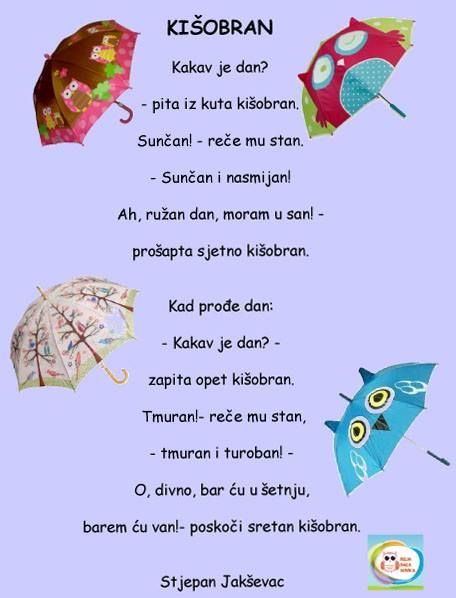 KIŠOBRAN
Kakav je dan?
- pita iz kuta kišobran.
Sunčan! - reče mu stan.
- Sunčan i nasmijan!
Ah, ružan dan, moram u san! -
prošapta sjetno kišobran.
Kad prođe dan:
- Kakav je dan? -
zapita opet kišobran.
Tmuran!- reče mu stan,
- tmuran i turoban! -
O, divno, bar ću u šetnju,
barem ću van!- poskoči sretan kišobran.
Stjepan Jakševac